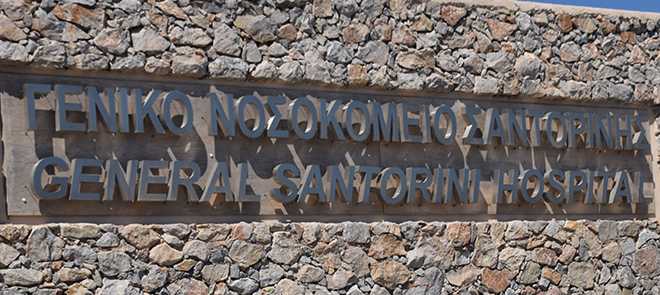 ΓΕΝΙΚΟ ΝΟΣΟΚΟΜΕΙΟ ΣΑΝΤΟΡΙΝΗΣ
GENERAL SANTORINI HOSPITAL